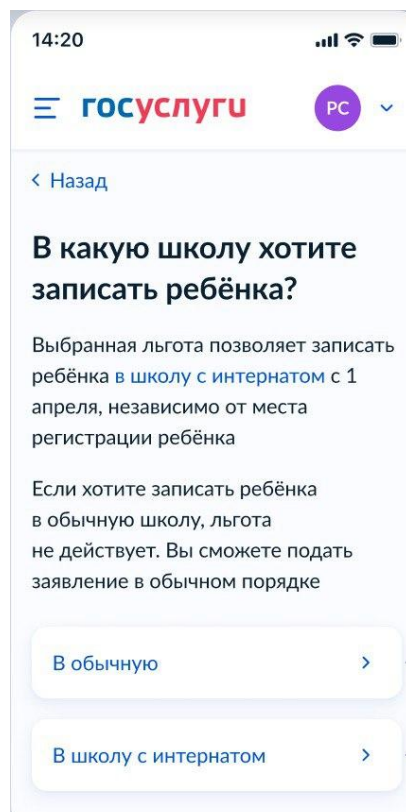 14:20
госуслуги
РС
Назад
В какую школу хотите
записать ребёнка?
Выбранная льгота позволяет записать
ребёнка в школу с интернатом с 1
апреля, независимо от места
регистрации ребёнка
Если хотите записать ребёнка
в обычную школу, льгота
не действует. Вы сможете подать
заявление в обычном порядке
В обычную
В школу с интернатом